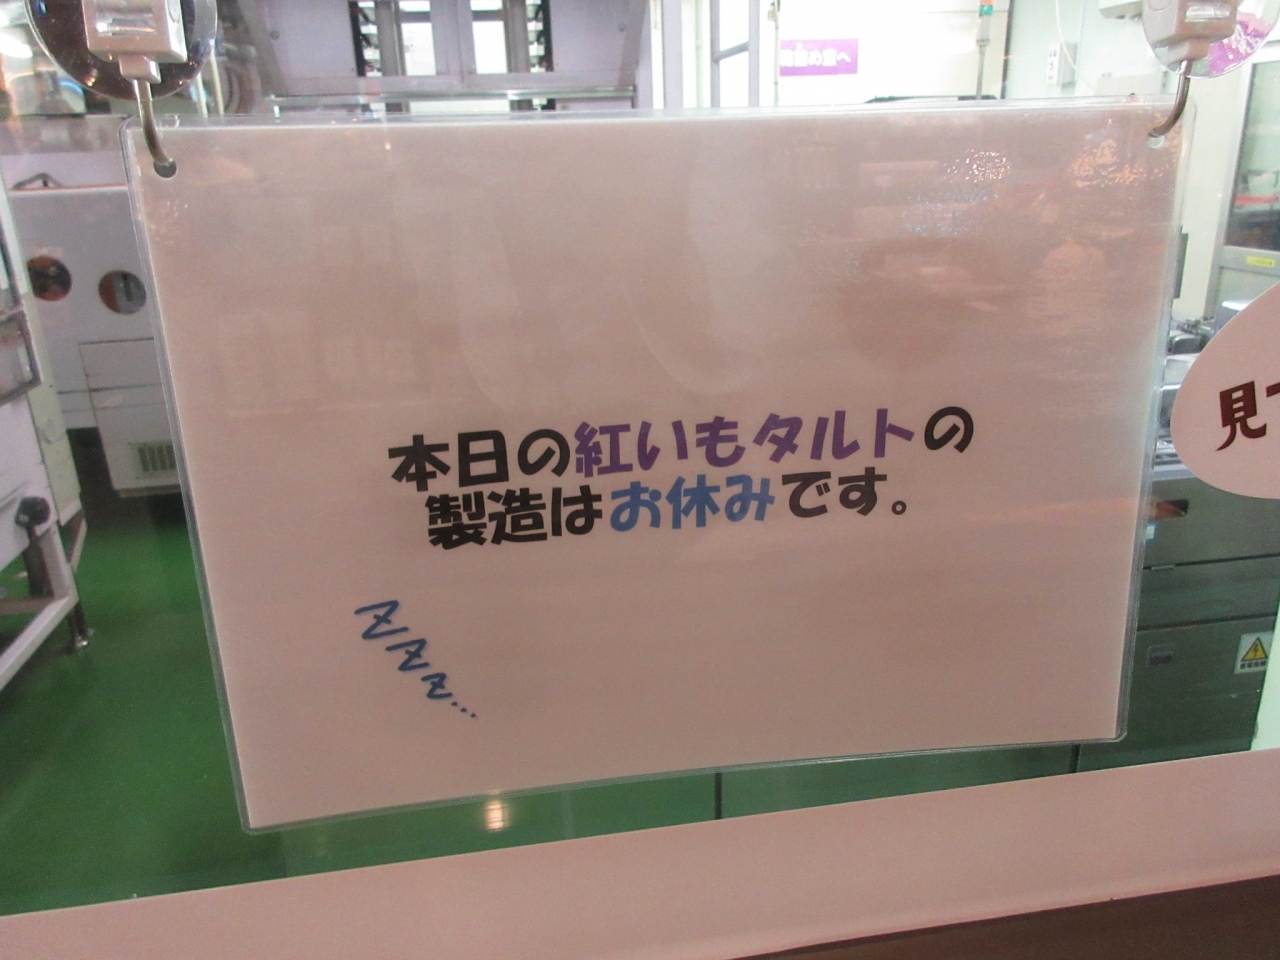 本日の紅いもタルトの
製造はお休みです。
ZZz...
見